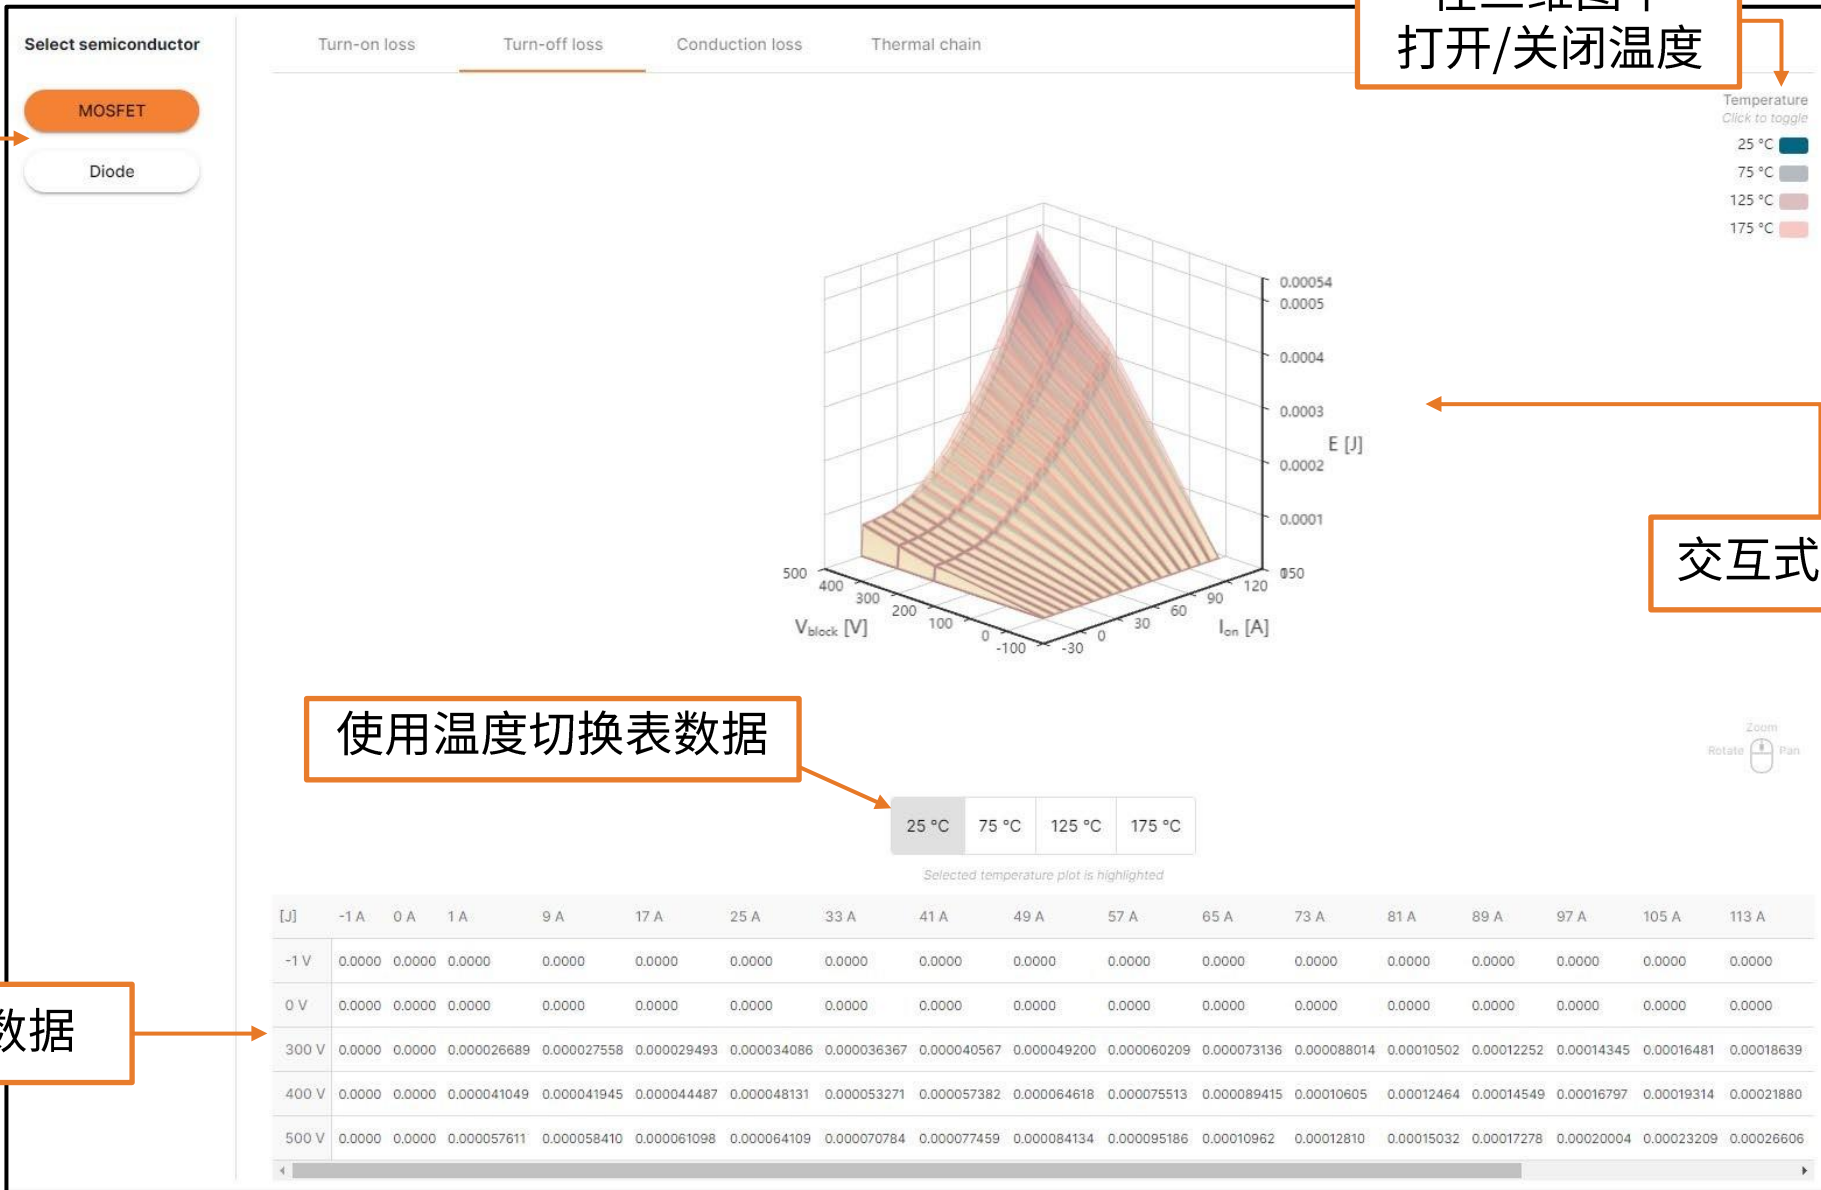 在三维图中
打开/关闭温度
Select semiconductor
Turn-on loss Turn-off loss Conduction loss Thermal chain
MOSFET
Diode
Temperature
Click to toggle
25 °C
75 °C
125 °C
175 °C
0.00054
0.0005
0.0004
0.0003
E [J]
0.0002
0.0001
交互式
500 400 300 200 100 0 -100
-30 0 30 60 90 120 150
Vblock [V]
Ion [A]
使用温度切换表数据
Zoom
Rotate Pan
25 °C 75 °C 125 °C 175 °C
Selected temperature plot is highlighted
[J] -1 A 0 A 1 A 9 A 17 A 25 A 33 A 41 A 49 A 57 A 65 A 73 A 81 A 89 A 97 A 105 A 113 A
-1 V 0.0000 0.0000 0.0000 0.0000 0.0000 0.0000 0.0000 0.0000 0.0000 0.0000 0.0000 0.0000 0.0000 0.0000 0.0000 0.0000 0.0000
0 V 0.0000 0.0000 0.0000 0.0000 0.0000 0.0000 0.0000 0.0000 0.0000 0.0000 0.0000 0.0000 0.0000 0.0000 0.0000 0.0000 0.0000
数据
300 V 0.0000 0.0000 0.000026689 0.000027558 0.000029493 0.000034086 0.000036367 0.000040567 0.000049200 0.000060209 0.000073136 0.000088014 0.00010502 0.00012252 0.00014345 0.00016481 0.00018639
400 V 0.0000 0.0000 0.000041049 0.000041945 0.000044487 0.000048131 0.000053271 0.000057382 0.000064618 0.000075513 0.000089415 0.00010605 0.00012464 0.00014549 0.00016797 0.00019314 0.00021880
500 V 0.0000 0.0000 0.000057611 0.000058410 0.000061098 0.000064109 0.000070784 0.000077459 0.000084134 0.000095186 0.00010962 0.00012810 0.00015032 0.00017278 0.00020004 0.00023209 0.00026606